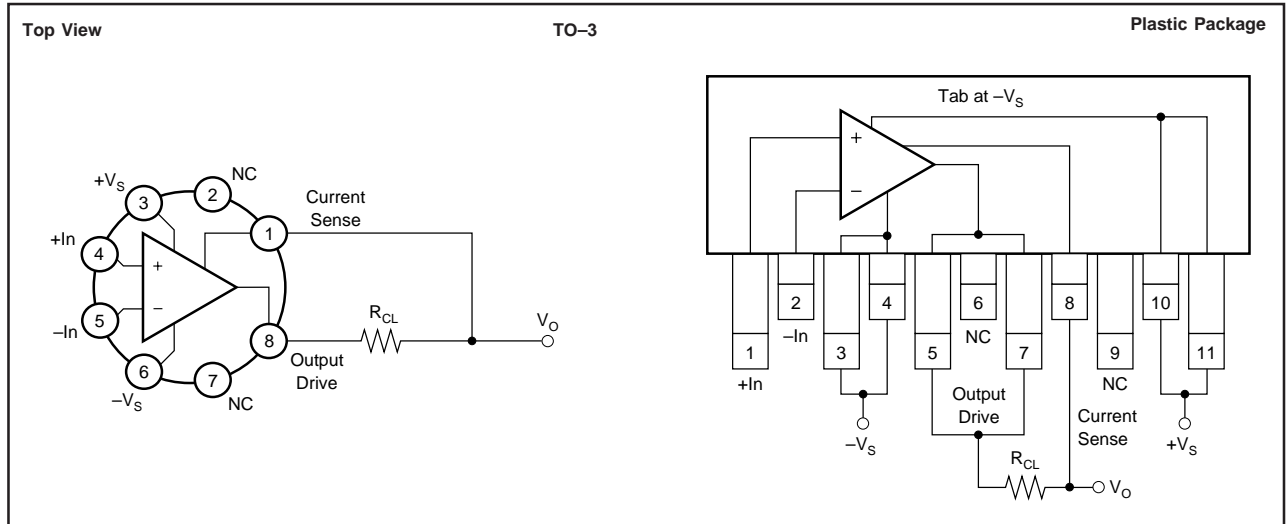 Top View
TO–3
Plastic Package
+VS
3
NC
2
Current
Sense
1
+In
4
+
–
5
–In
6
–VS
7
NC
8
Output
Drive
RCL
VO
Tab at –VS
+
–
1
+In
2
–In
3
4
5
6
NC
7
8
9
NC
10
11
–VS
Output
Drive
Current
Sense
+VS
RCL
VO